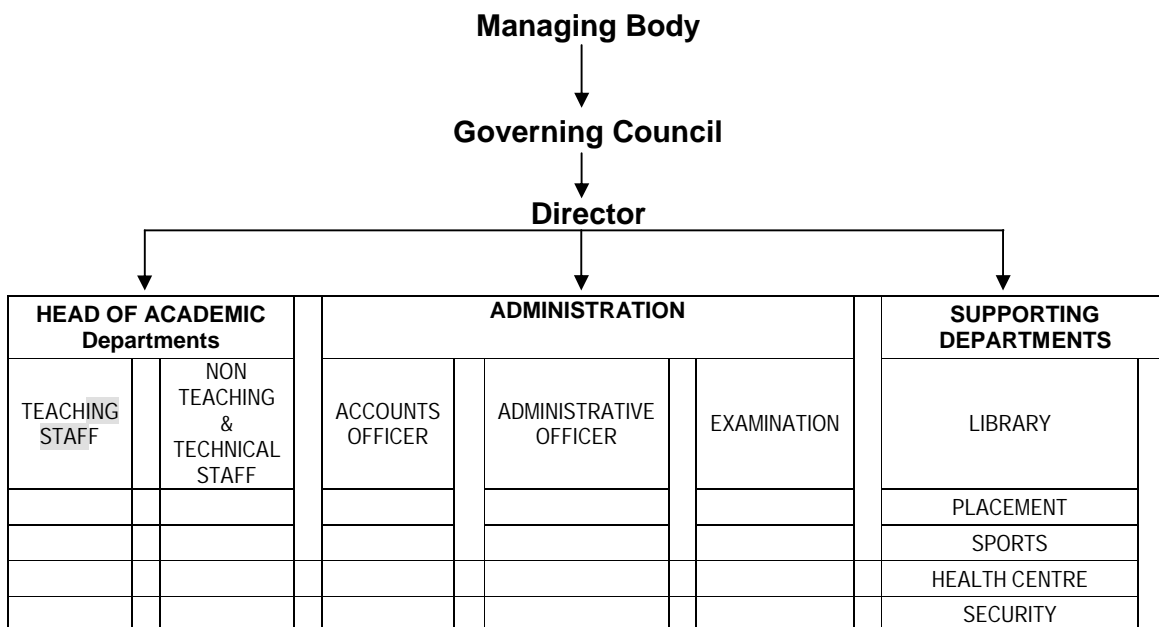 Managing Body
Governing Council
Director
HEAD OF ACADEMIC
Departments
ADMINISTRATION
SUPPORTING
DEPARTMENTS
TEACHING
STAFF
NON
TEACHING
&
TECHNICAL
STAFF
ACCOUNTS
OFFICER
ADMINISTRATIVE
OFFICER
EXAMINATION
LIBRARY
PLACEMENT
SPORTS
HEALTH CENTRE
SECURITY